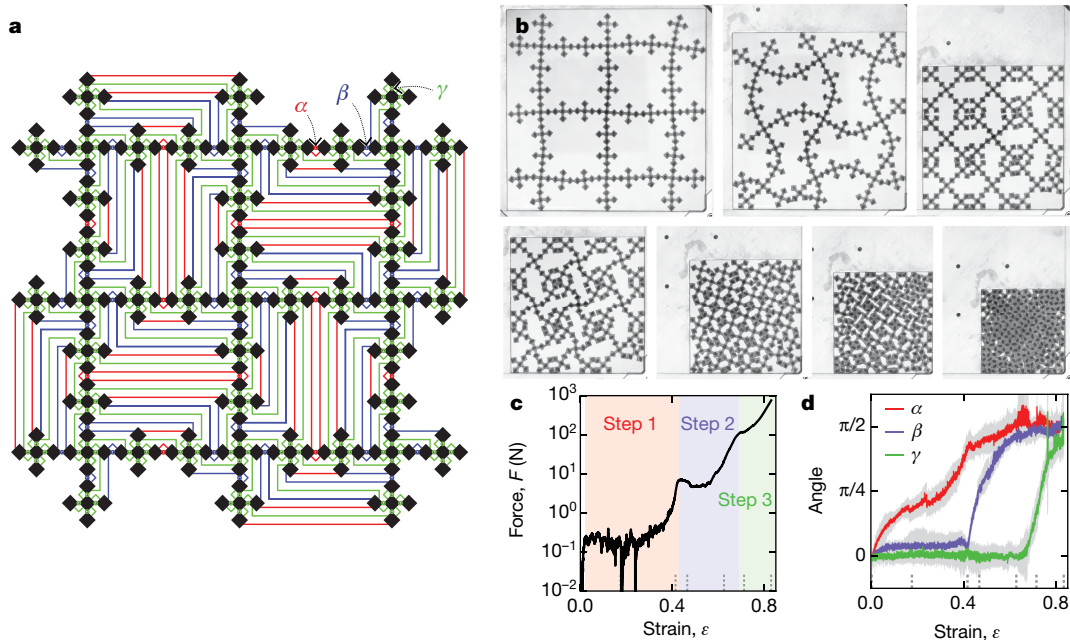 a
α
β
γ
b
c
Force, F (N)
10³
10²
10¹
10⁰
10⁻¹
10⁻²
Step 1
Step 2
Step 3
0.0
0.4
0.8
Strain, ε
d
Angle
π/2
π/4
0
α
β
γ
0.0
0.4
0.8
Strain, ε